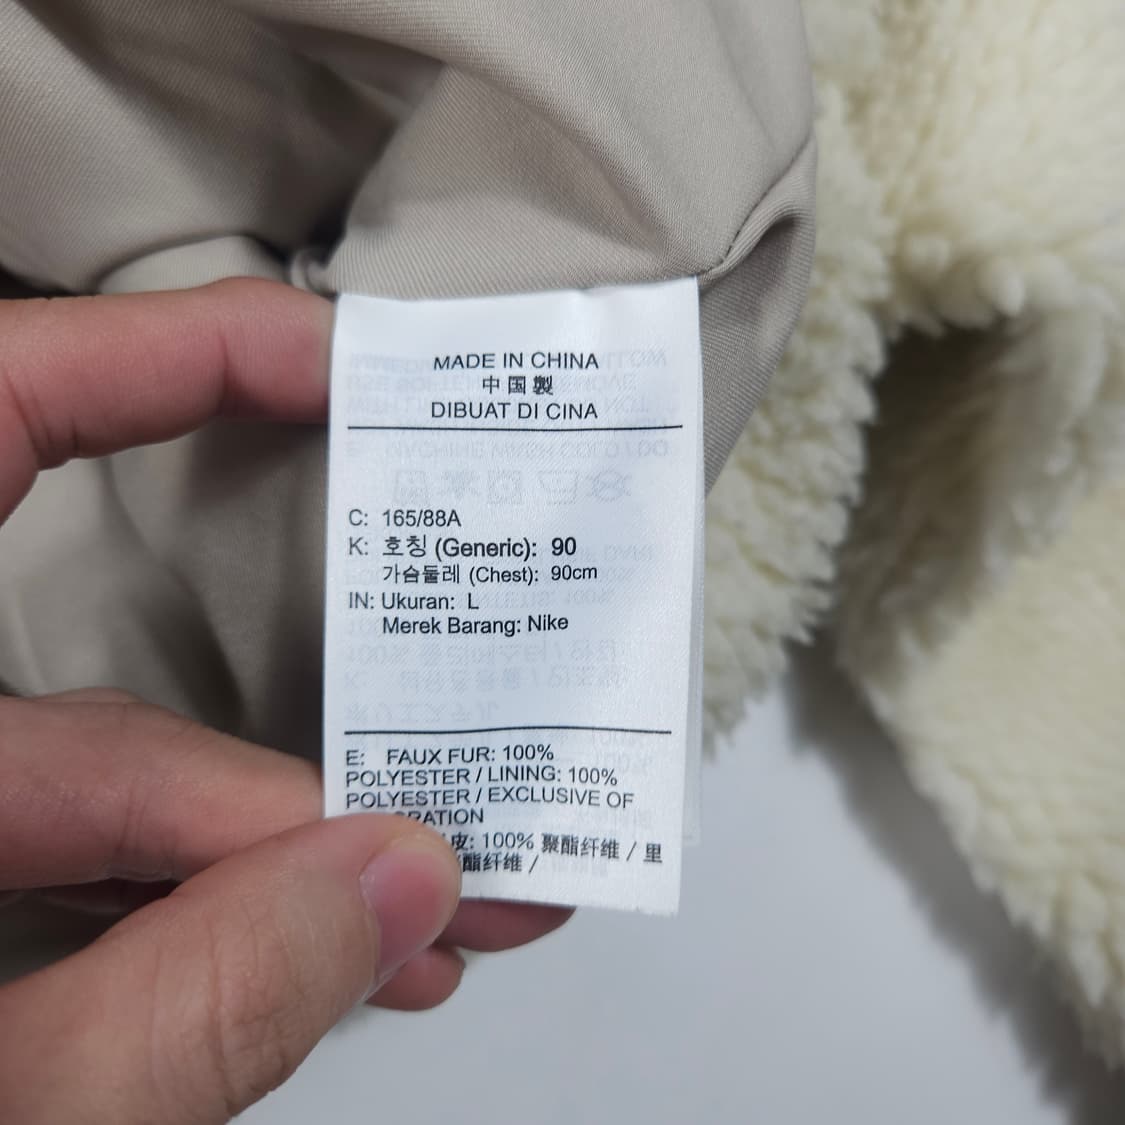 MADE IN CHINA
中国製
DIBUAT DI CINA
C: 165/88A
K: 호칭 (Generic): 90
가슴둘레 (Chest): 90cm
IN: Ukuran: L
Merek Barang: Nike
E: FAUX FUR: 100%
POLYESTER / LINING: 100%
POLYESTER / EXCLUSIVE OF
皮: 100% 聚酯纤维 / 里
酯纤维 /